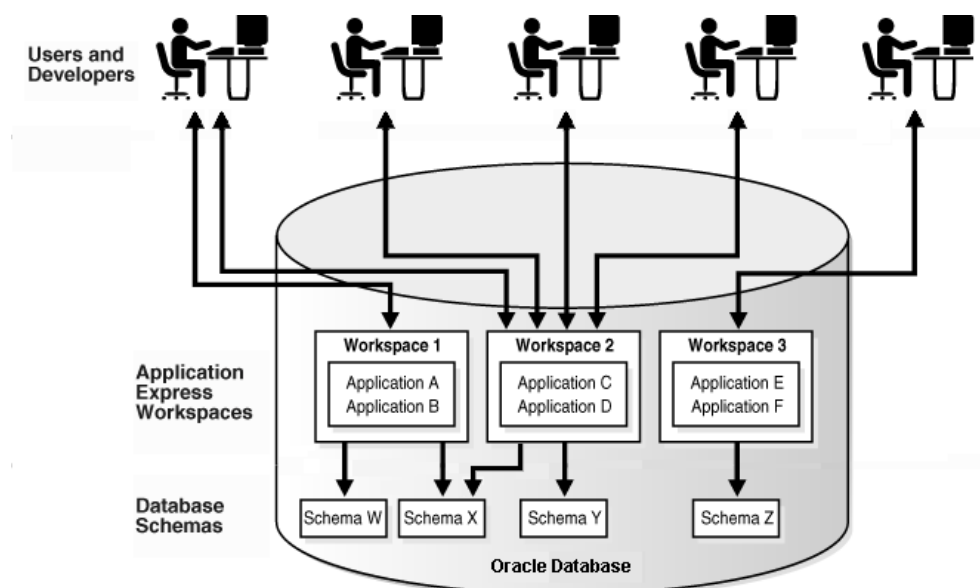 Users and
Developers
Workspace 1
Workspace 2
Workspace 3
Application
Express
Workspaces
Application A
Application B
Application C
Application D
Application E
Application F
Database
Schemas
Schema W
Schema X
Schema Y
Schema Z
Oracle Database